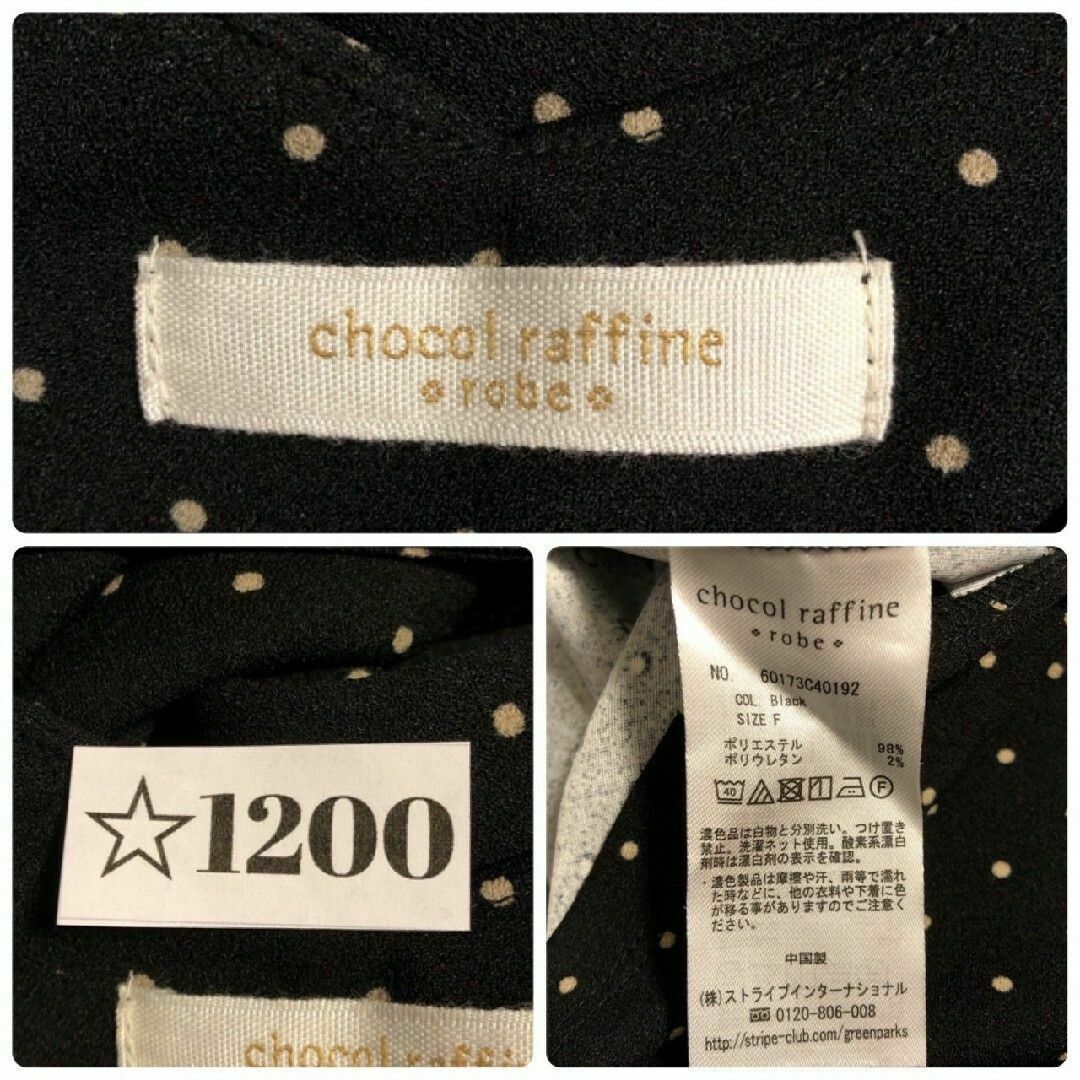 chocol raffine
robe
☆1200
chocol raffine
chocol raffine
robe
NO. 60173C40192
COL Black
SIZE F
ポリエステル 98%
ポリウレタン 2%
40 F
濃色品は白物と分別洗い。つけ置き
禁止。洗濯ネット使用。酸素系漂白
剤時は漂白剤の表示を確認。
・濃色製品は摩擦や汗、雨等で濡れ
た時などに、他の衣料や下着に色
が移る事がありますのでご注意く
ださい。
中国製
(株)ストライプインターナショナル
0120-806-008
http://stripe-club.com/greenparks